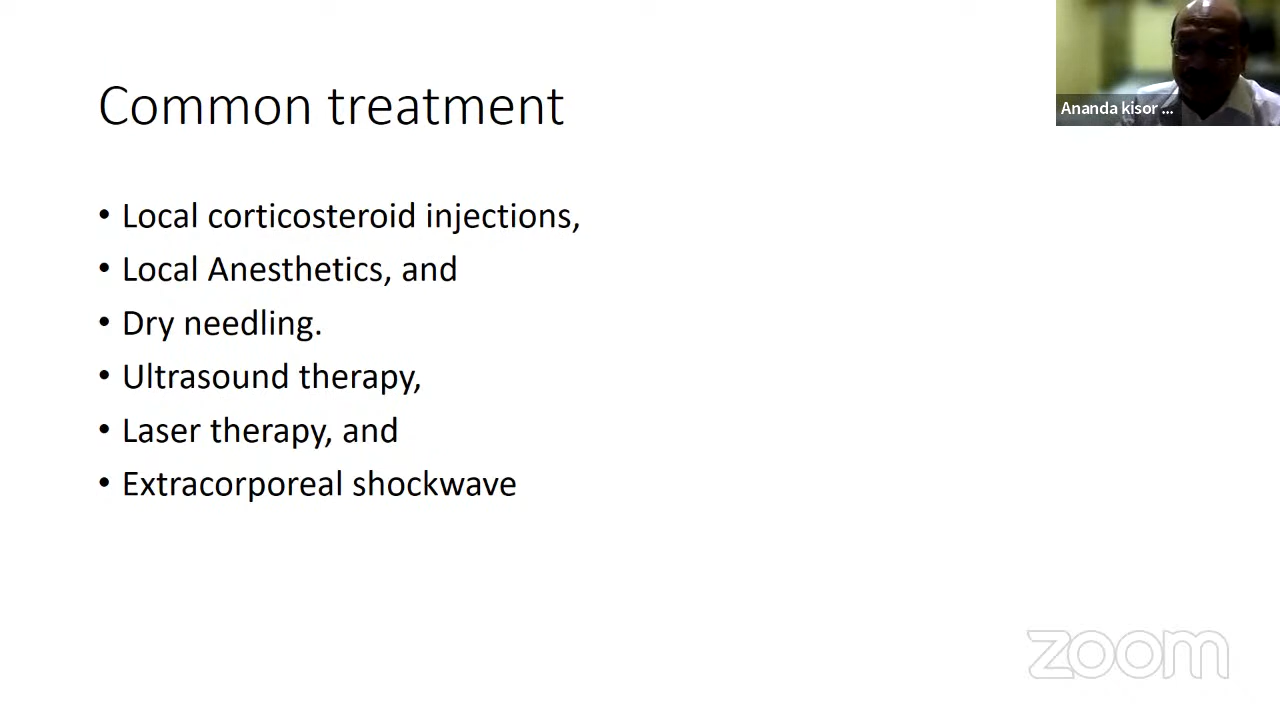 Common treatment
Ananda kisor ...
• Local corticosteroid injections,
• Local Anesthetics, and
• Dry needling.
• Ultrasound therapy,
• Laser therapy, and
• Extracorporeal shockwave
zoom